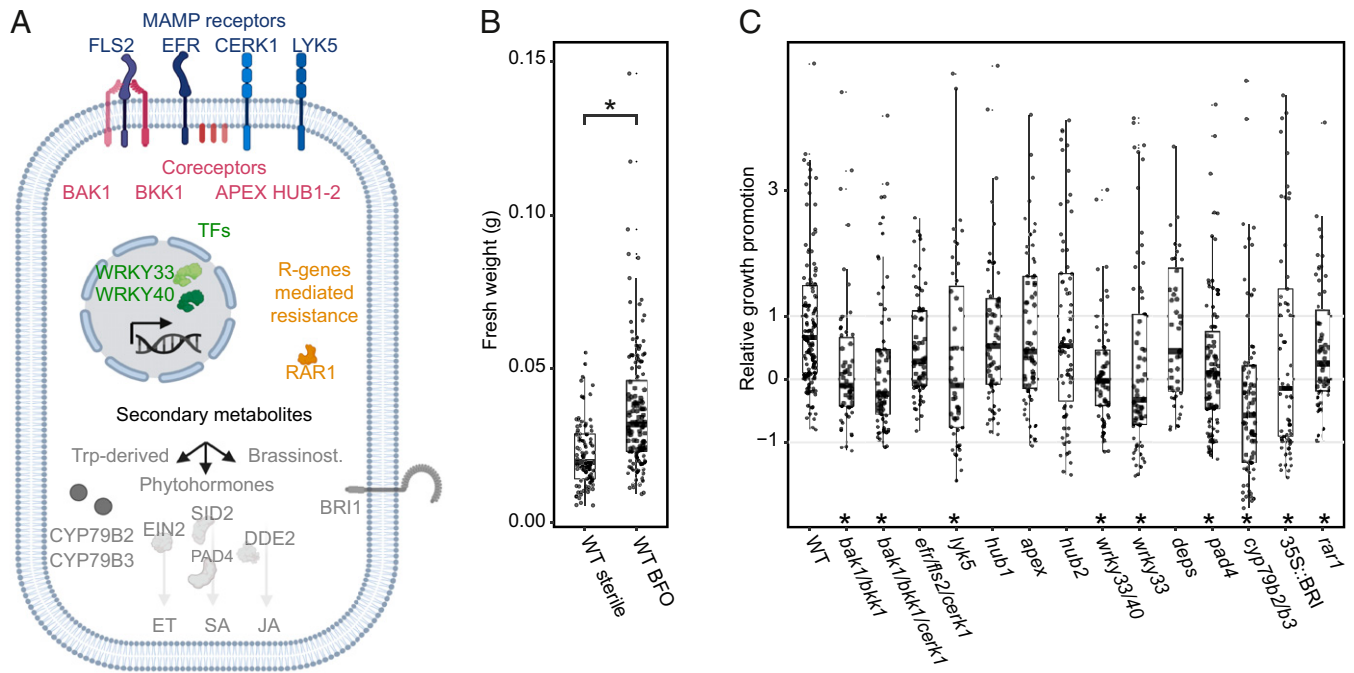 A
MAMP receptors
FLS2 EFR CERK1 LYK5
Coreceptors
BAK1 BKK1 APEX HUB1-2
TFs
WRKY33
WRKY40
R-genes
mediated
resistance
RAR1
Secondary metabolites
Trp-derived Brassinost.
Phytohormones
BRI1
CYP79B2
CYP79B3
EIN2 SID2 DDE2
PAD4
ET SA JA
B
Fresh weight (g)
0.15
0.10
0.05
0.00
*
WT sterile
WT BFO
C
Relative growth promotion
3
1
0
−1
* * * * * * * * *
WT
bak1/bkk1
bak1/bkk1/cerk1
efr/fls2/cerk1
lyk5
hub1
apex
hub2
wrky33/40
wrky33
deps
pad4
cyp79b2/b3
35S::BRI
rar1